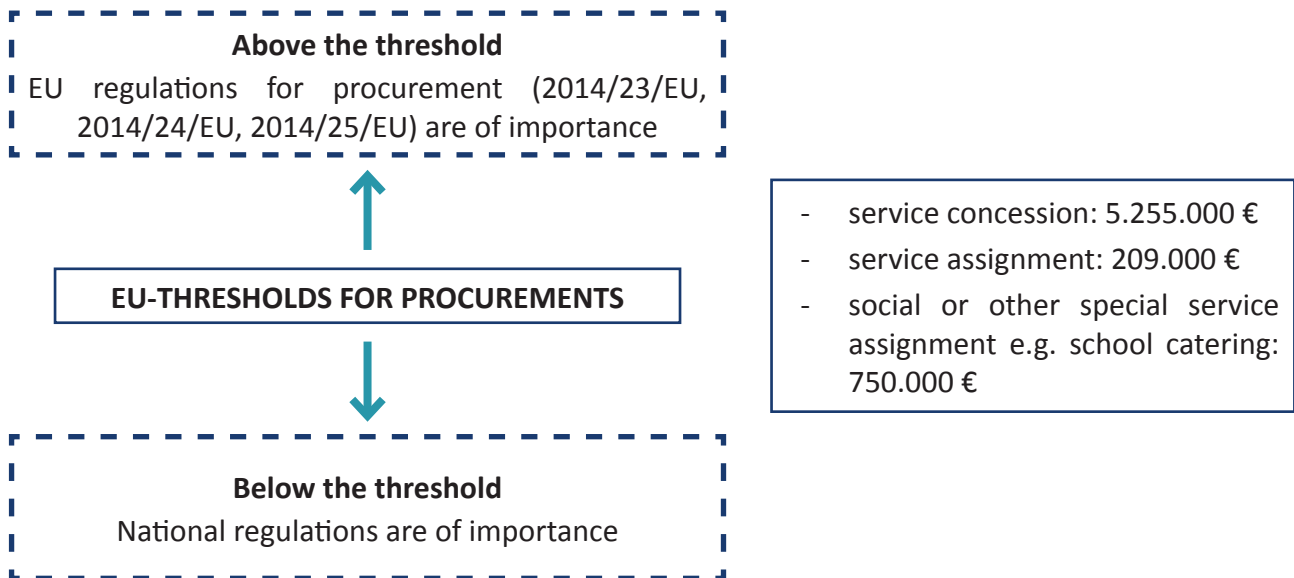 Above the threshold
EU regulations for procurement (2014/23/EU,
2014/24/EU, 2014/25/EU) are of importance
EU-THRESHOLDS FOR PROCUREMENTS
Below the threshold
National regulations are of importance
- service concession: 5.255.000 €
- service assignment: 209.000 €
- social or other special service
assignment e.g. school catering:
750.000 €